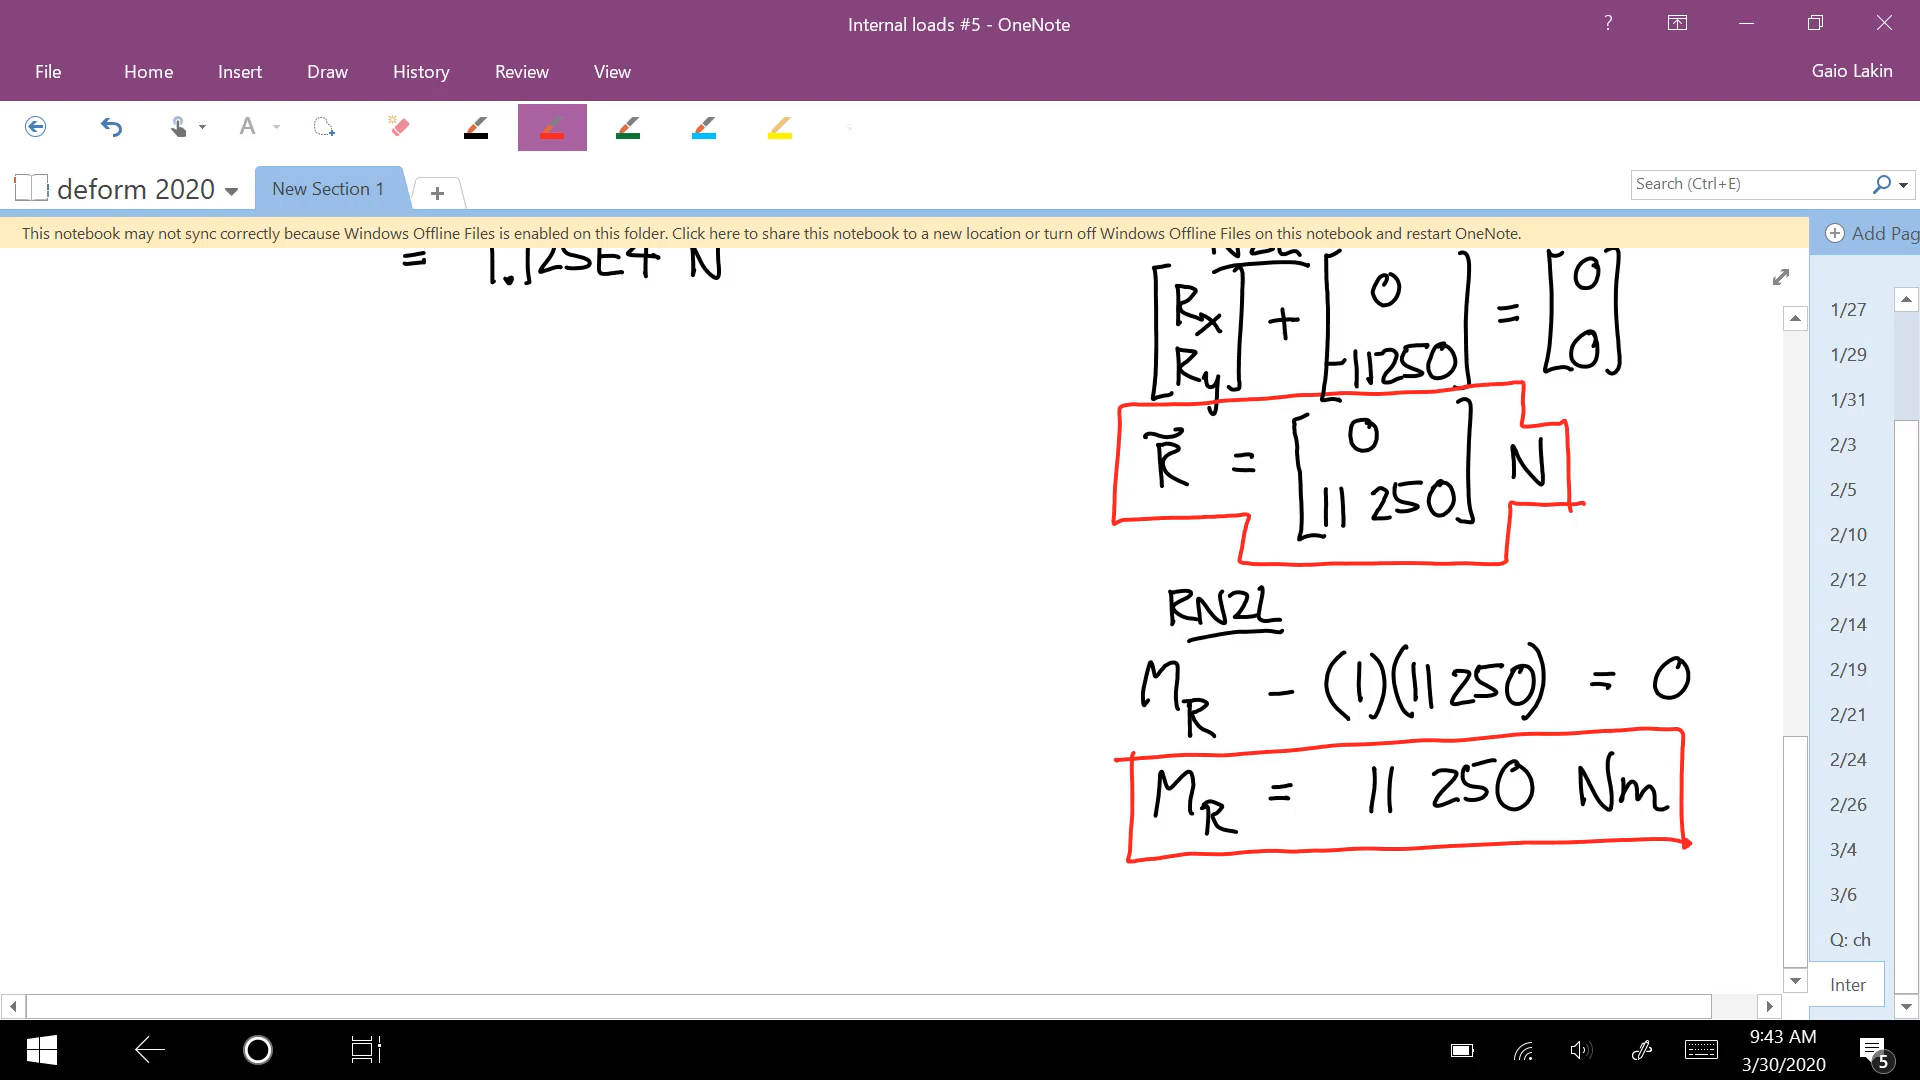 Internal loads #5 - OneNote
?
File Home Insert Draw History Review View
Gaio Lakin
A
deform 2020
New Section 1
+
Search (Ctrl+E)
This notebook may not sync correctly because Windows Offline Files is enabled on this folder. Click here to share this notebook to a new location or turn off Windows Offline Files on this notebook and restart OneNote.
Add Pag
= 1.125E4 N
N2L
[Rx Ry] + [0 -11250] = [0 0]
R̃ = [0 11 250] N
RN2L
M_R - (1)(11 250) = 0
M_R = 11 250 Nm
1/27
1/29
1/31
2/3
2/5
2/10
2/12
2/14
2/19
2/21
2/24
2/26
3/4
3/6
Q: ch
Inter
9:43 AM
3/30/2020
5